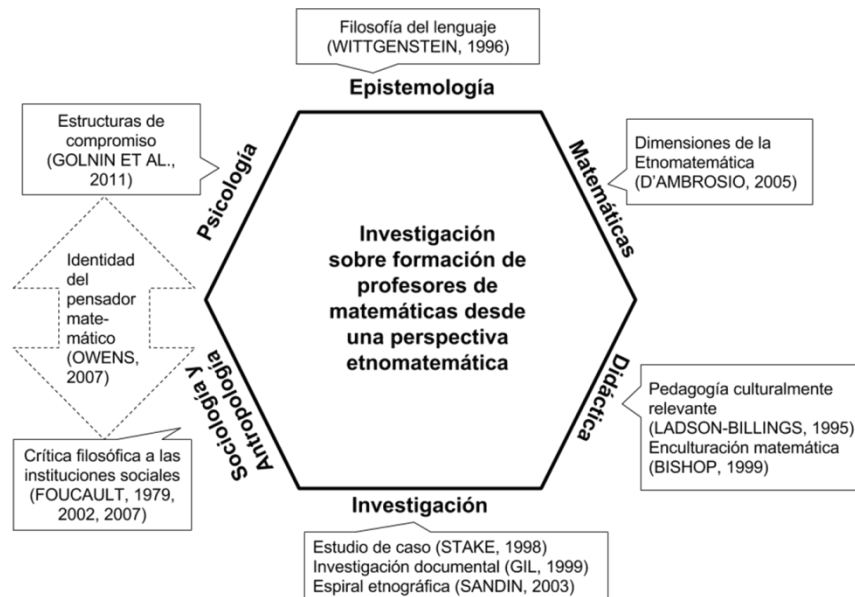 Filosofía del lenguaje
(WITTGENSTEIN, 1996)
Epistemología
Estructuras de
compromiso
(GOLNIN ET AL.,
2011)
Psicología
Matemáticas
Dimensiones de la
Etnomatemática
(D'AMBROSIO, 2005)
Identidad
del
pensador
mate-
mático
(OWENS,
2007)
Investigación
sobre formación de
profesores de
matemáticas desde
una perspectiva
etnomatemática
Sociología y
Antropología
Didáctica
Pedagogía culturalmente
relevante
(LADSON-BILLINGS, 1995)
Enculturación matemática
(BISHOP, 1999)
Crítica filosófica a las
instituciones sociales
(FOUCAULT, 1979,
2002, 2007)
Investigación
Estudio de caso (STAKE, 1998)
Investigación documental (GIL, 1999)
Espiral etnográfica (SANDIN, 2003)